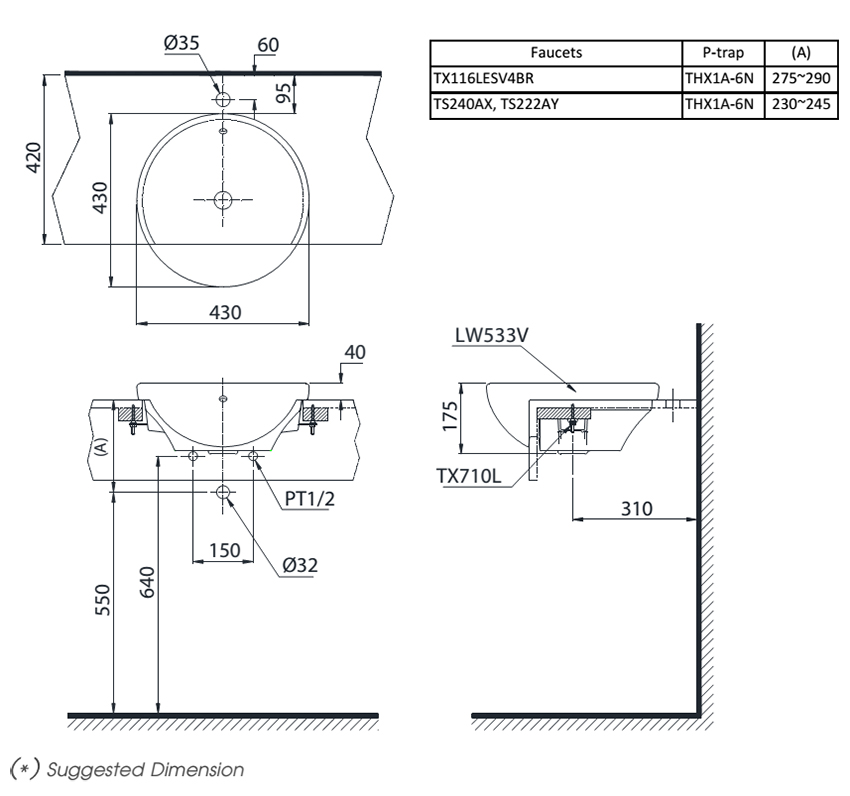 Ø35
60
95
420
430
430
Faucets P-trap (A)
TX116LESV4BR THX1A-6N 275~290
TS240AX, TS222AY THX1A-6N 230~245
40
(A)
PT1/2
150
Ø32
550
640
LW533V
175
TX710L
310
(*) Suggested Dimension